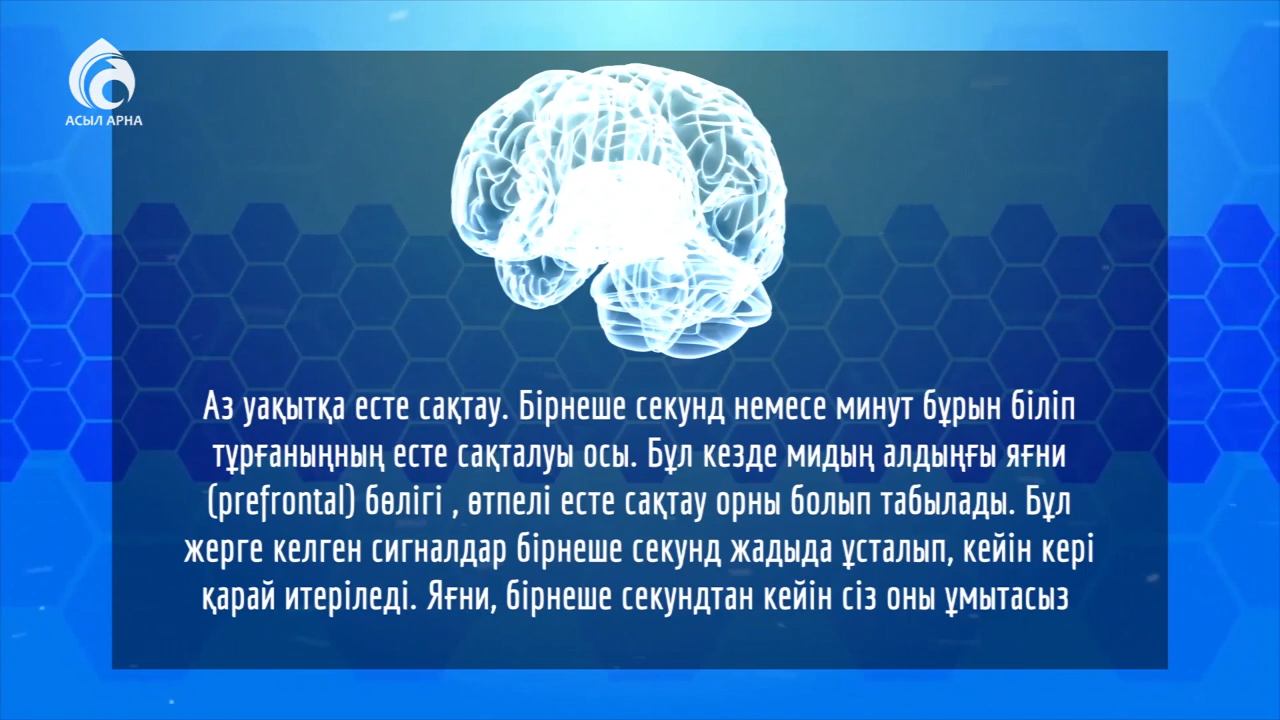 АСЫЛ АРНА
Аз уақытқа есте сақтау. Бірнеше секунд немесе минут бұрын біліп
тұрғаныңның есте сақталуы осы. Бұл кезде мидың алдыңғы яғни
(prefrontal) бөлігі , өтпелі есте сақтау орны болып табылады. Бұл
жерге келген сигналдар бірнеше секунд жадыда ұсталып, кейін кері
қарай итеріледі. Яғни, бірнеше секундтан кейін сіз оны ұмытасыз